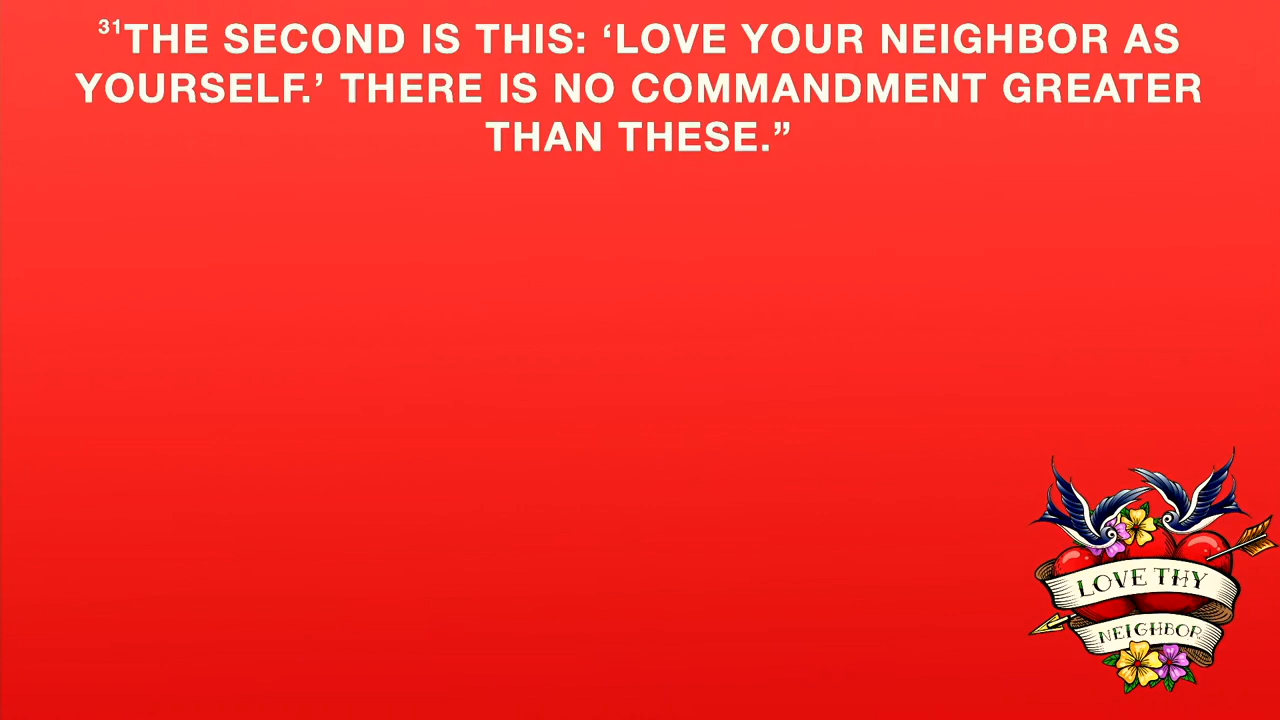 ³¹THE SECOND IS THIS: ‘LOVE YOUR NEIGHBOR AS
YOURSELF.’ THERE IS NO COMMANDMENT GREATER
THAN THESE.”
LOVE THY
NEIGHBOR